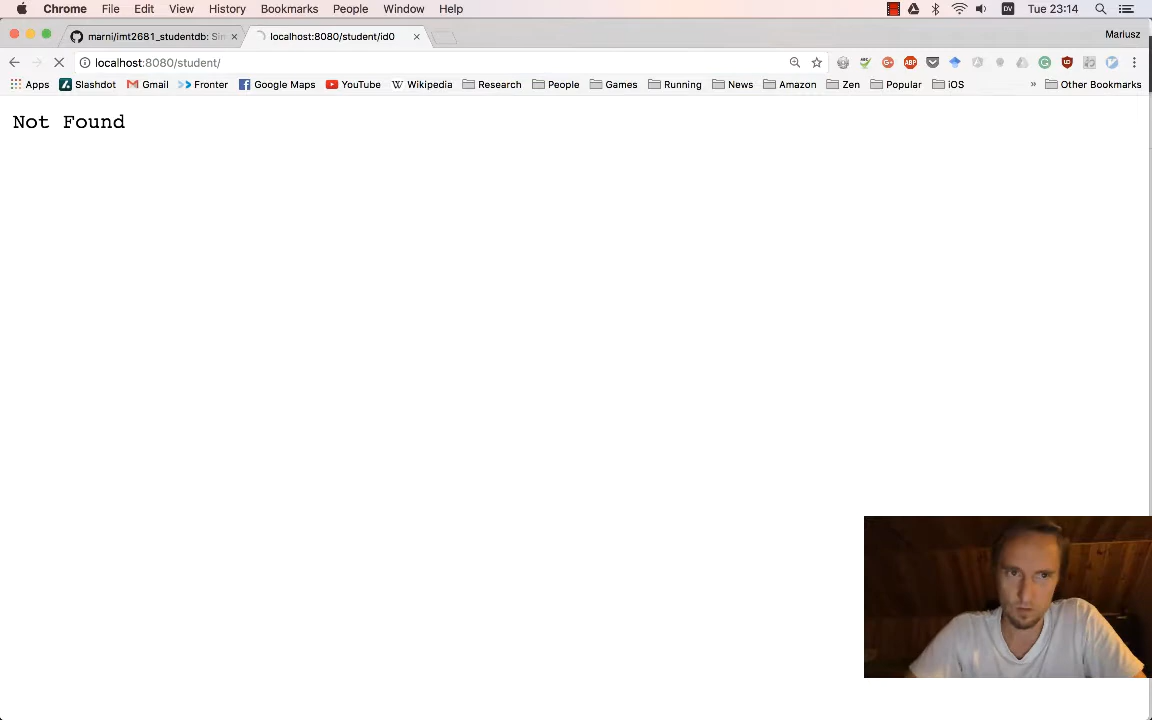 Chrome File Edit View History Bookmarks People Window Help DV Tue 23:14
marni/imt2681_studentdb: Sim localhost:8080/student/id0 Mariusz
localhost:8080/student/
Apps Slashdot Gmail Fronter Google Maps YouTube Wikipedia Research People Games Running News Amazon Zen Popular iOS » Other Bookmarks
Not Found